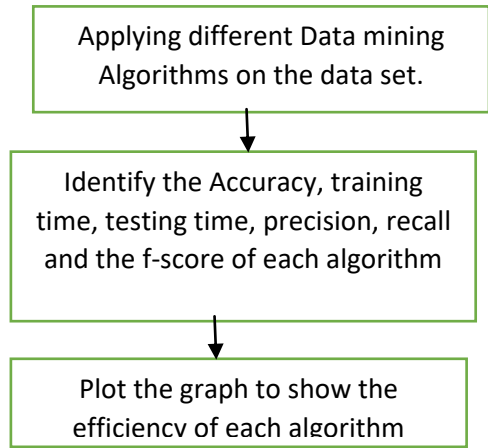 Applying different Data mining
Algorithms on the data set.
Identify the Accuracy, training
time, testing time, precision, recall
and the f-score of each algorithm
Plot the graph to show the
efficiency of each algorithm